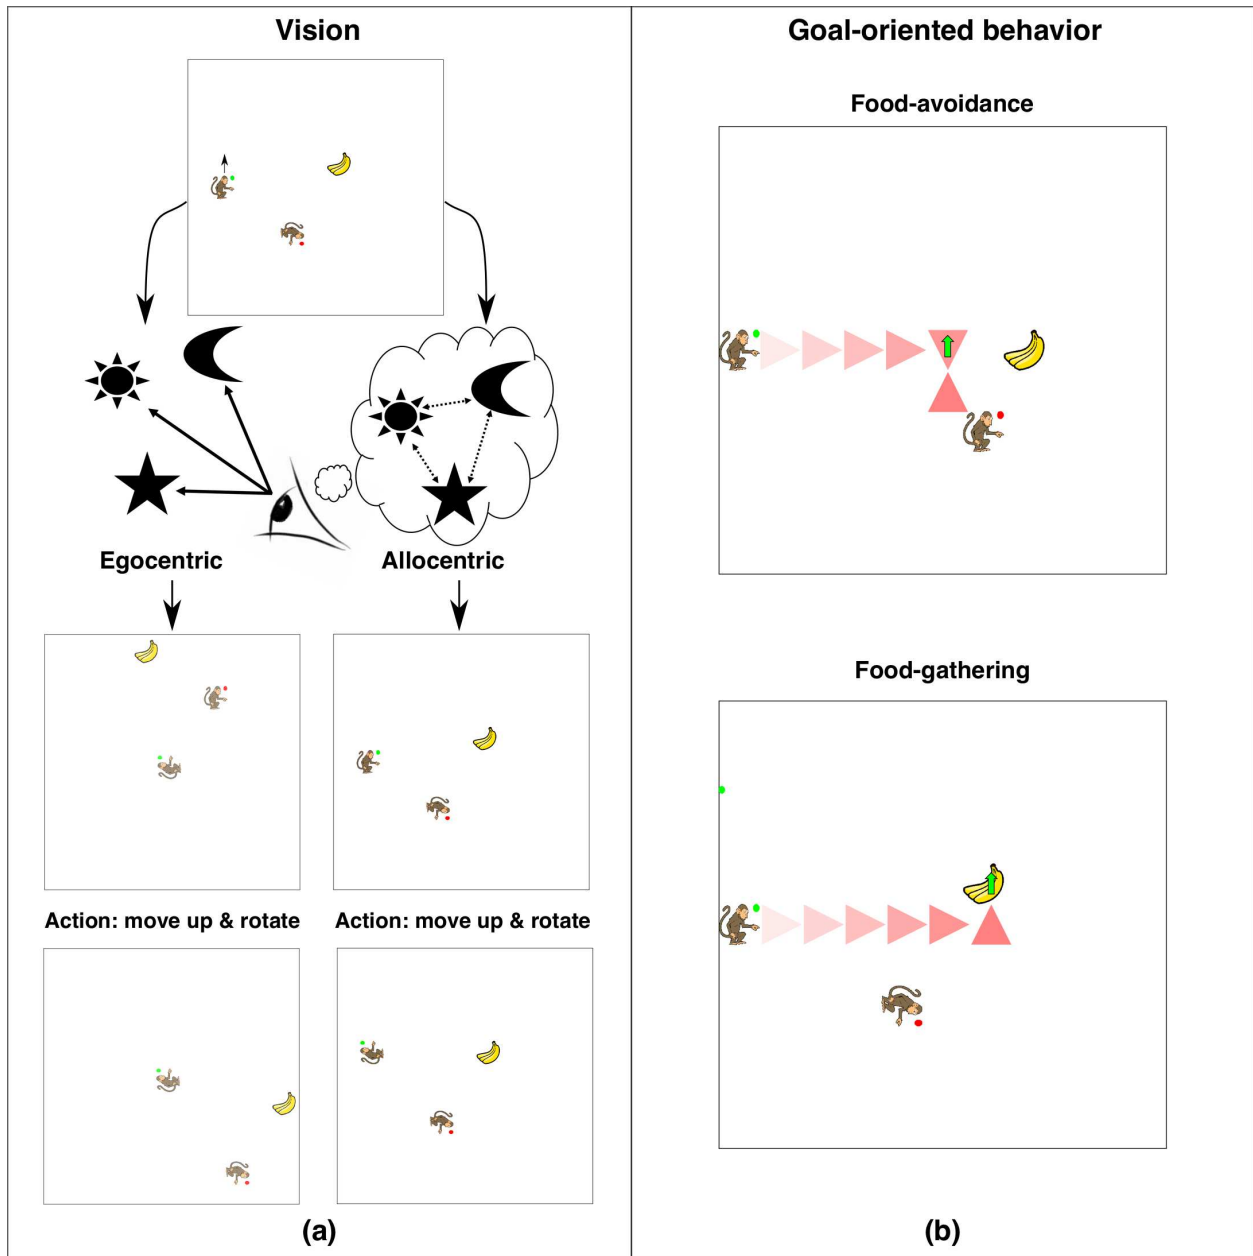 Vision
Egocentric
Allocentric
Action: move up & rotate
Action: move up & rotate
(a)
Goal-oriented behavior
Food-avoidance
Food-gathering
(b)